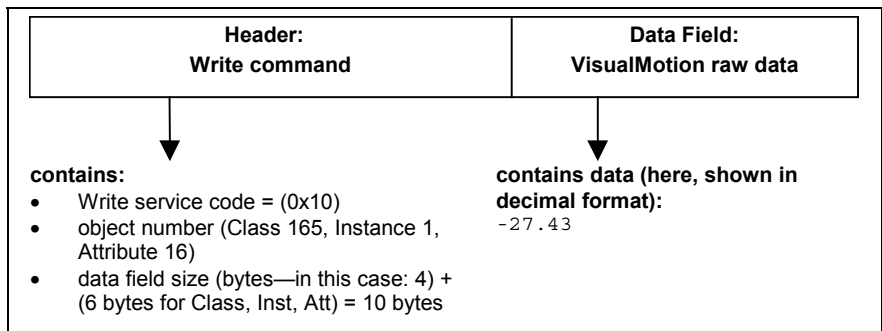 Header:
Write command
Data Field:
VisualMotion raw data
contains:
• Write service code = (0x10)
• object number (Class 165, Instance 1,
Attribute 16)
• data field size (bytes—in this case: 4) +
(6 bytes for Class, Inst, Att) = 10 bytes
contains data (here, shown in
decimal format):
-27.43